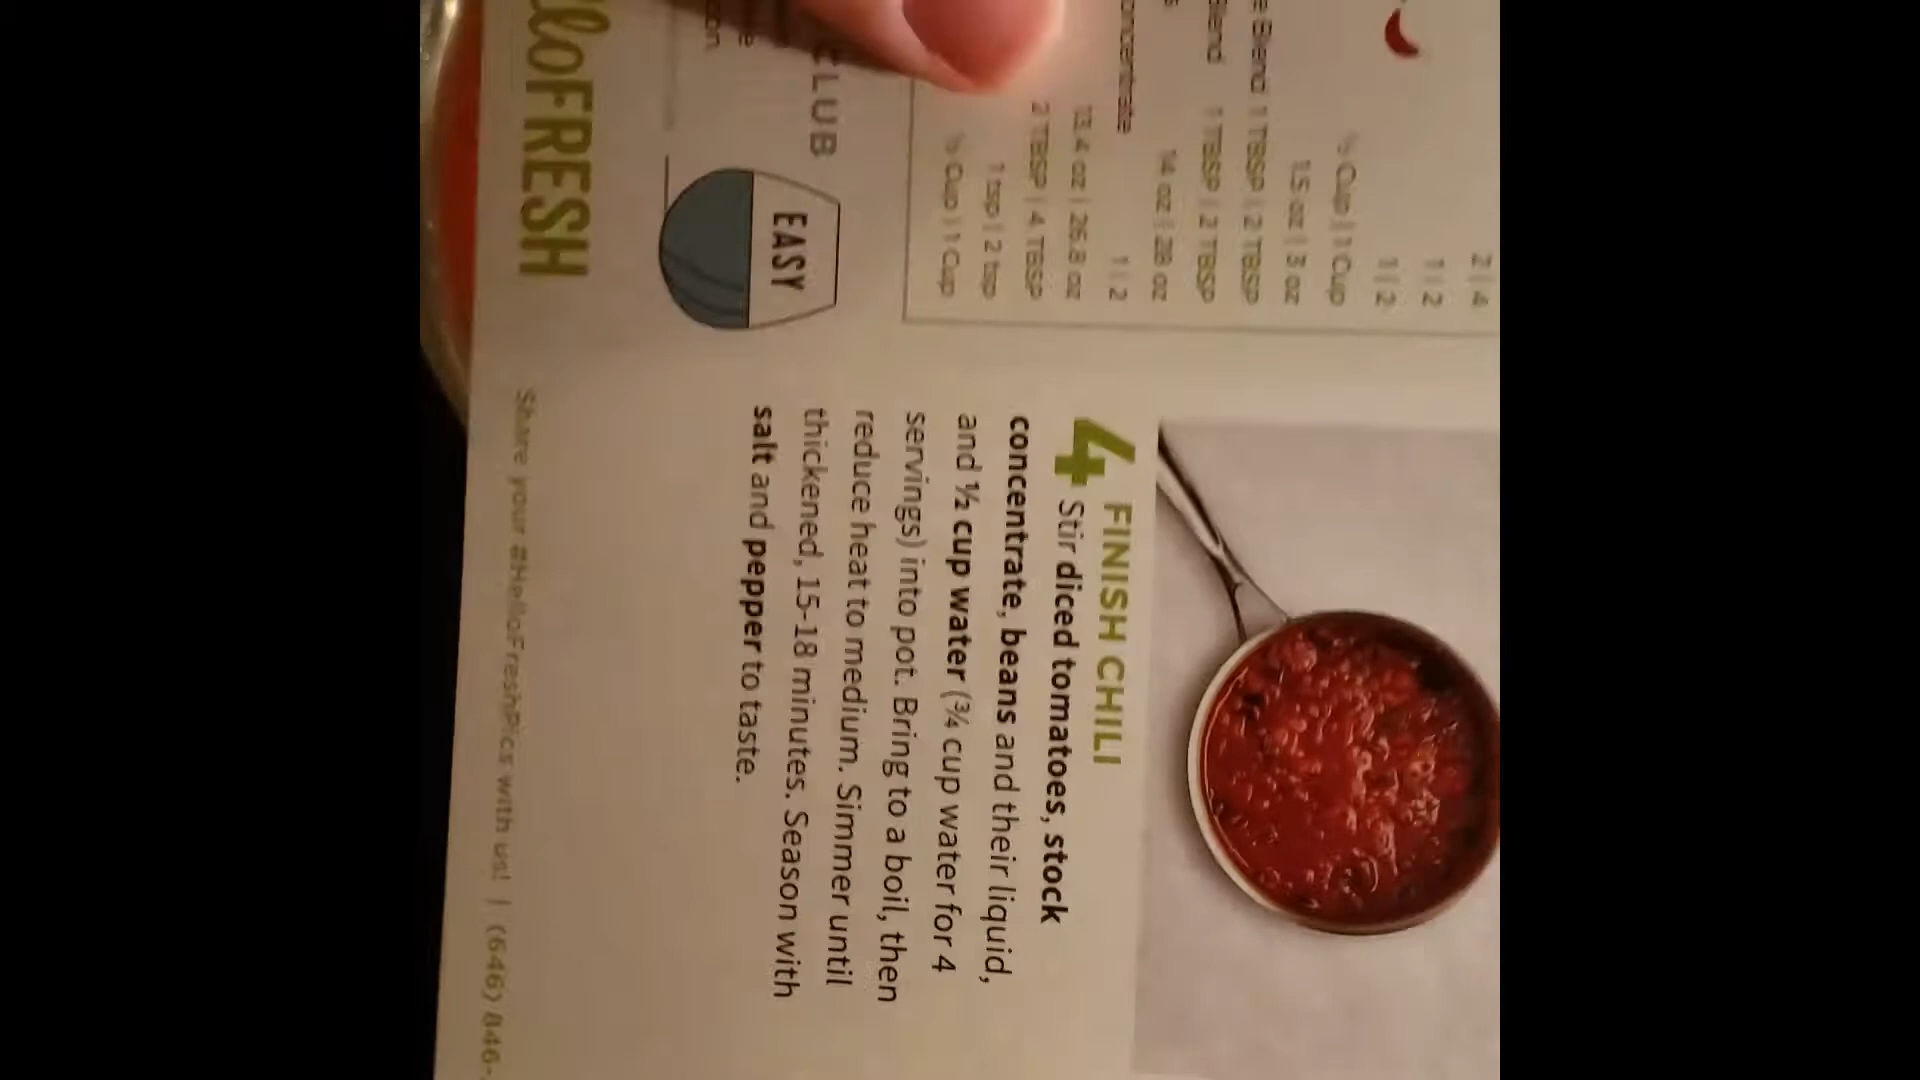 2 | 4
1 | 2
1 | 2
½ Cup | 1 Cup
1.5 oz | 3 oz
Blend 1 TBSP | 2 TBSP
Blend 1 TBSP | 2 TBSP
14 oz | 28 oz
1 | 2
13.4 oz | 26.8 oz
2 TBSP | 4 TBSP
1 tsp | 2 tsp
½ Cup | 1 Cup
CLUB
EASY
FRESH
4 FINISH CHILI
Stir diced tomatoes, stock
concentrate, beans and their liquid,
and ½ cup water (¾ cup water for 4
servings) into pot. Bring to a boil, then
reduce heat to medium. Simmer until
thickened, 15-18 minutes. Season with
salt and pepper to taste.
Share your #HelloFreshPics with us! | (646) 846-